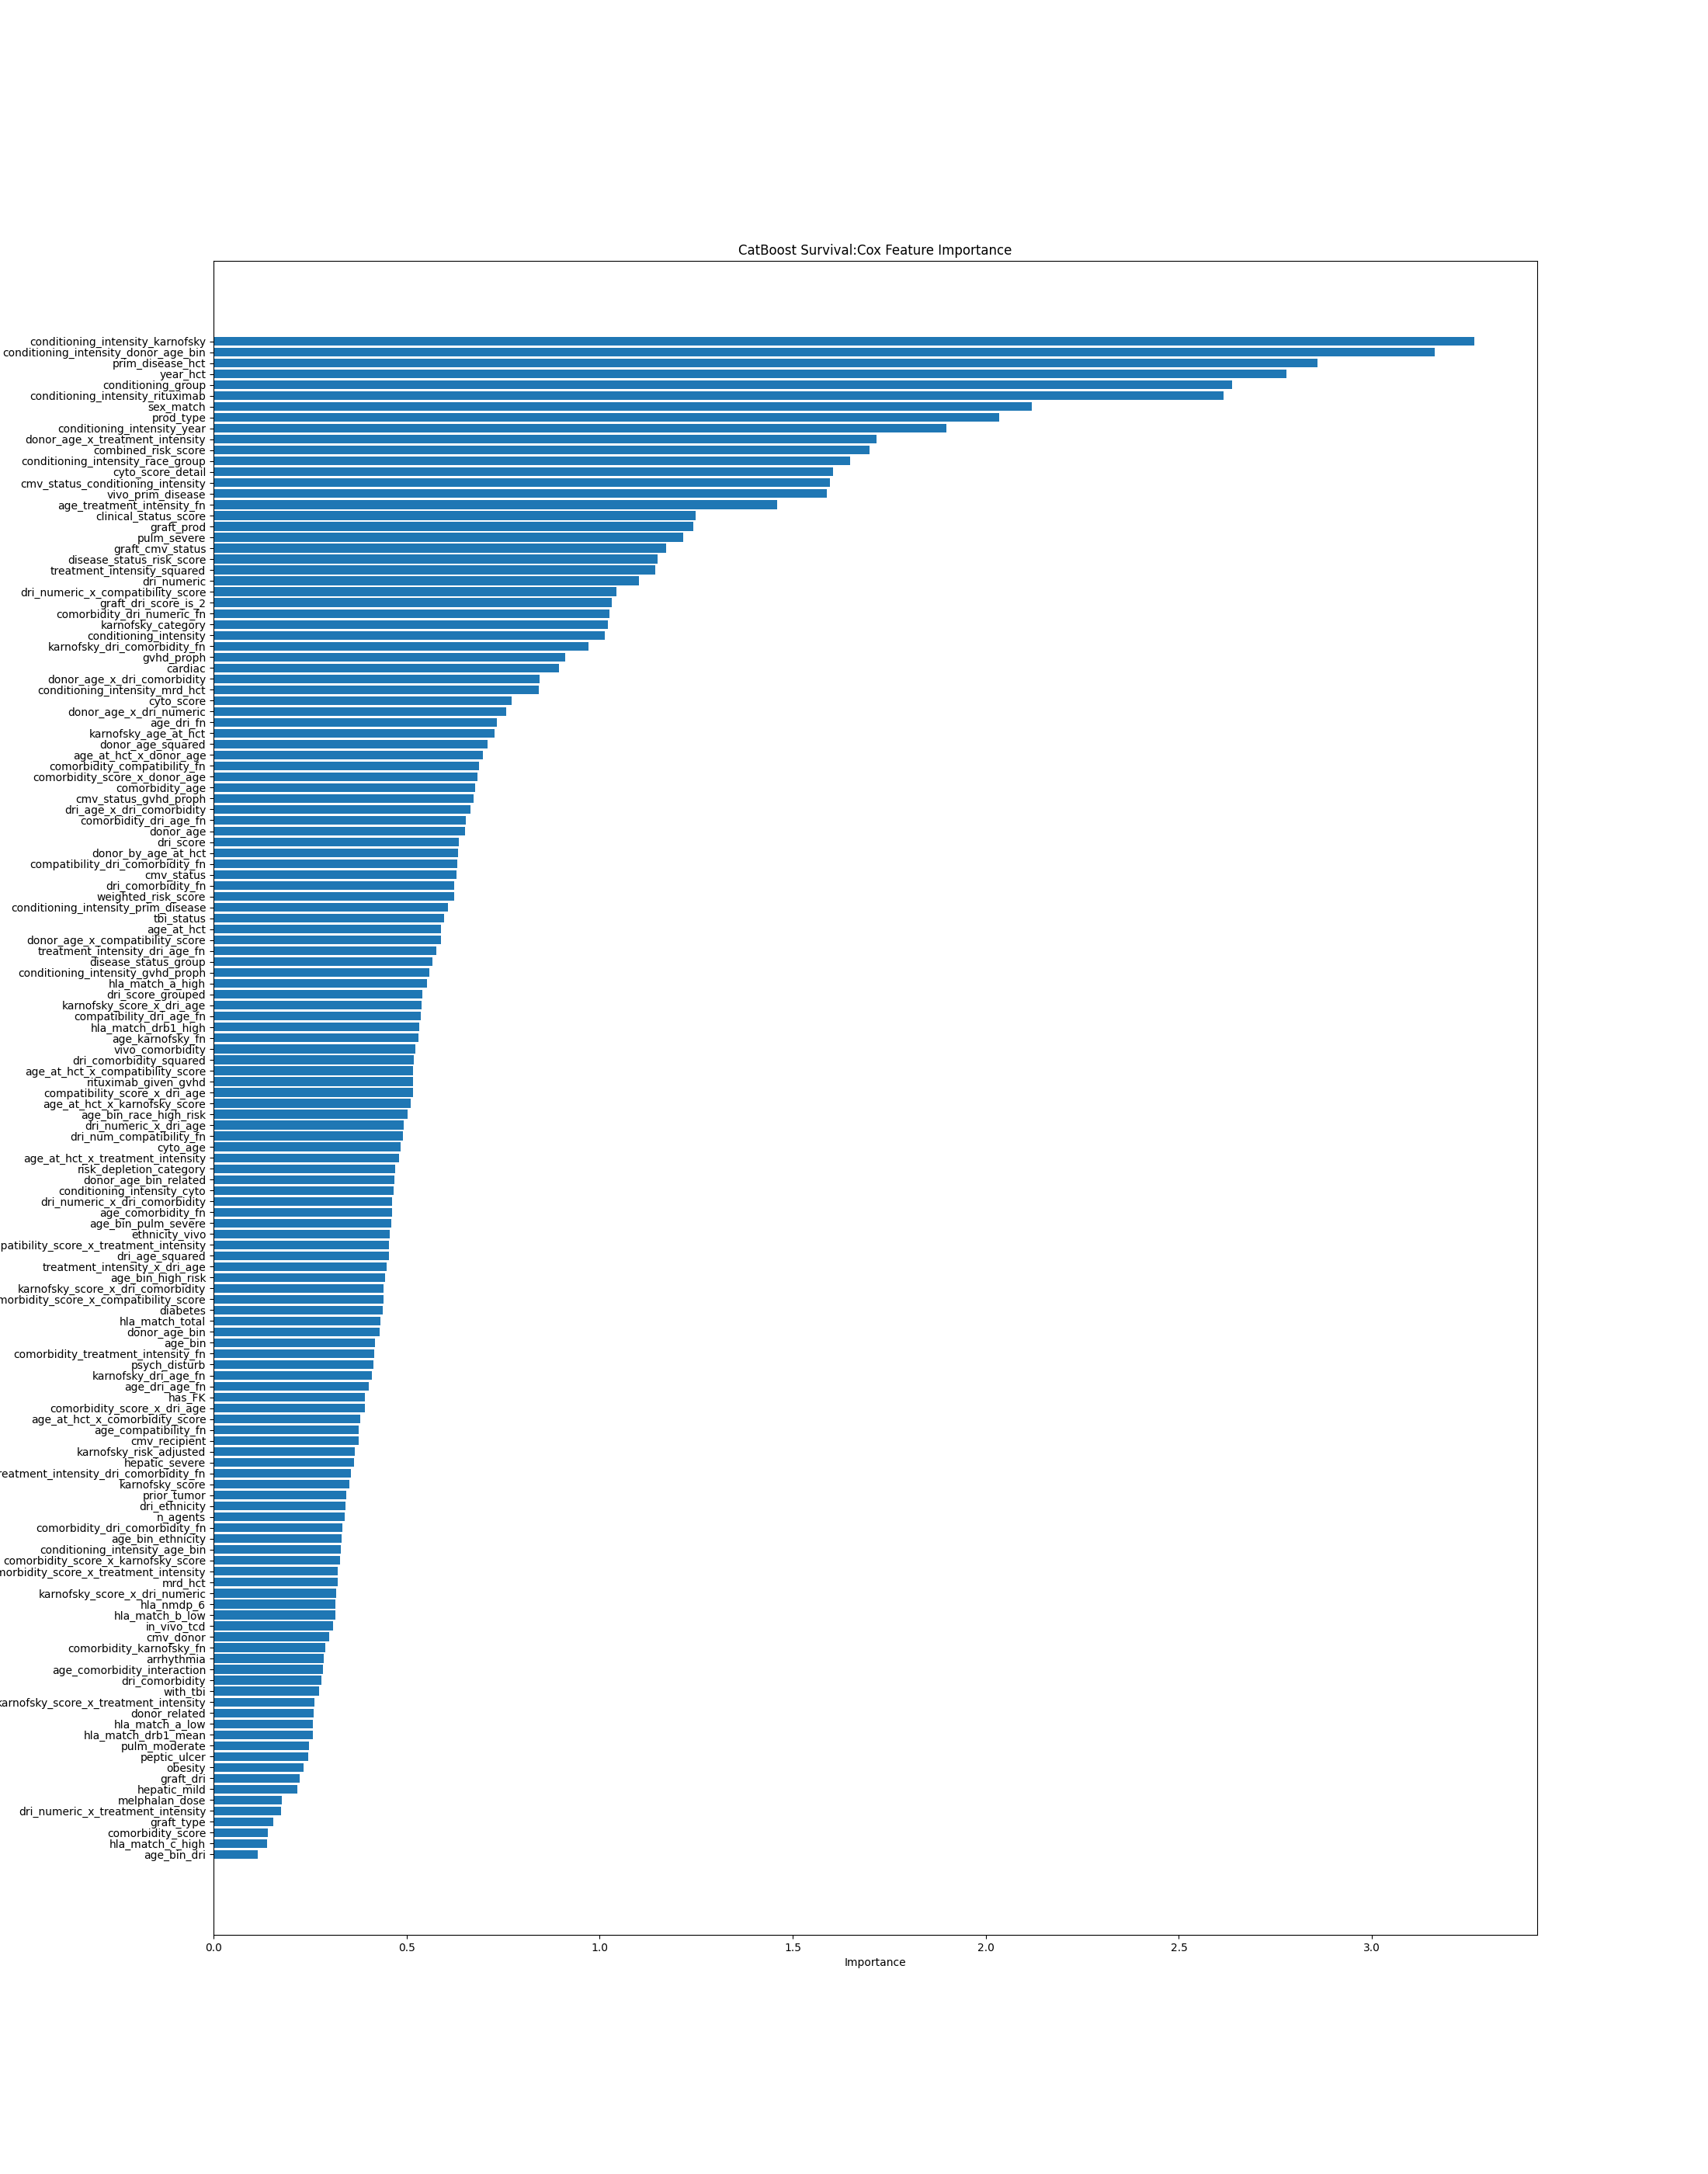 CatBoost Survival:Cox Feature Importance
conditioning_intensity_karnofsky
conditioning_intensity_donor_age_bin
prim_disease_hct
year_hct
conditioning_group
conditioning_intensity_rituximab
sex_match
prod_type
conditioning_intensity_year
donor_age_x_treatment_intensity
combined_risk_score
conditioning_intensity_race_group
cyto_score_detail
cmv_status_conditioning_intensity
vivo_prim_disease
age_treatment_intensity_fn
clinical_status_score
graft_prod
pulm_severe
graft_cmv_status
disease_status_risk_score
treatment_intensity_squared
dri_numeric
dri_numeric_x_compatibility_score
graft_dri_score_is_2
comorbidity_dri_numeric_fn
karnofsky_category
conditioning_intensity
karnofsky_dri_comorbidity_fn
gvhd_proph
cardiac
donor_age_x_dri_comorbidity
conditioning_intensity_mrd_hct
cyto_score
donor_age_x_dri_numeric
age_dri_fn
karnofsky_age_at_hct
donor_age_squared
age_at_hct_x_donor_age
comorbidity_compatibility_fn
comorbidity_score_x_donor_age
comorbidity_age
cmv_status_gvhd_proph
dri_age_x_dri_comorbidity
comorbidity_dri_age_fn
donor_age
dri_score
donor_by_age_at_hct
compatibility_dri_comorbidity_fn
cmv_status
dri_comorbidity_fn
weighted_risk_score
conditioning_intensity_prim_disease
tbi_status
age_at_hct
donor_age_x_compatibility_score
treatment_intensity_dri_age_fn
disease_status_group
conditioning_intensity_gvhd_proph
hla_match_a_high
dri_score_grouped
karnofsky_score_x_dri_age
compatibility_dri_age_fn
hla_match_drb1_high
age_karnofsky_fn
vivo_comorbidity
dri_comorbidity_squared
age_at_hct_x_compatibility_score
rituximab_given_gvhd
compatibility_score_x_dri_age
age_at_hct_x_karnofsky_score
age_bin_race_high_risk
dri_numeric_x_dri_age
dri_num_compatibility_fn
cyto_age
age_at_hct_x_treatment_intensity
risk_depletion_category
donor_age_bin_related
conditioning_intensity_cyto
dri_numeric_x_dri_comorbidity
age_comorbidity_fn
age_bin_pulm_severe
ethnicity_vivo
patibility_score_x_treatment_intensity
dri_age_squared
treatment_intensity_x_dri_age
age_bin_high_risk
karnofsky_score_x_dri_comorbidity
morbidity_score_x_compatibility_score
diabetes
hla_match_total
donor_age_bin
age_bin
comorbidity_treatment_intensity_fn
psych_disturb
karnofsky_dri_age_fn
age_dri_age_fn
has_FK
comorbidity_score_x_dri_age
age_at_hct_x_comorbidity_score
age_compatibility_fn
cmv_recipient
karnofsky_risk_adjusted
hepatic_severe
reatment_intensity_dri_comorbidity_fn
karnofsky_score
prior_tumor
dri_ethnicity
n_agents
comorbidity_dri_comorbidity_fn
age_bin_ethnicity
conditioning_intensity_age_bin
comorbidity_score_x_karnofsky_score
morbidity_score_x_treatment_intensity
mrd_hct
karnofsky_score_x_dri_numeric
hla_nmdp_6
hla_match_b_low
in_vivo_tcd
cmv_donor
comorbidity_karnofsky_fn
arrhythmia
age_comorbidity_interaction
dri_comorbidity
with_tbi
karnofsky_score_x_treatment_intensity
donor_related
hla_match_a_low
hla_match_drb1_mean
pulm_moderate
peptic_ulcer
obesity
graft_dri
hepatic_mild
melphalan_dose
dri_numeric_x_treatment_intensity
graft_type
comorbidity_score
hla_match_c_high
age_bin_dri
0.0 0.5 1.0 1.5 2.0 2.5 3.0
Importance